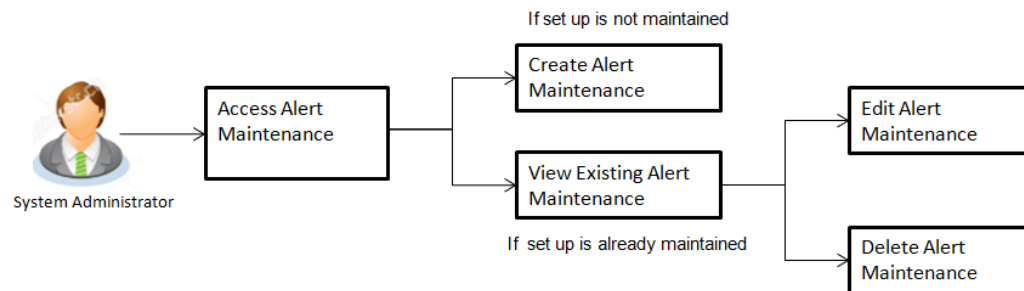 If set up is not maintained
Create Alert
Maintenance
Access Alert
Maintenance
Edit Alert
Maintenance
View Existing Alert
Maintenance
System Administrator
If set up is already maintained
Delete Alert
Maintenance